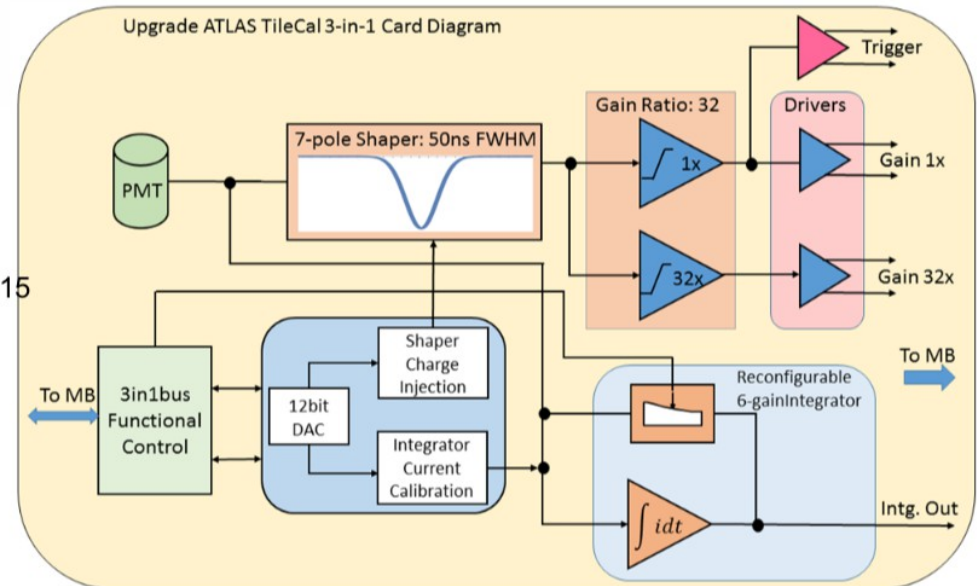 Upgrade ATLAS TileCal 3-in-1 Card Diagram
Trigger
Gain Ratio: 32
Drivers
7-pole Shaper: 50ns FWHM
PMT
1x
Gain 1x
15
32x
Gain 32x
To MB
3in1bus
Functional
Control
12bit
DAC
Shaper
Charge
Injection
Integrator
Current
Calibration
Reconfigurable
6-gainIntegrator
To MB
∫ idt
Intg. Out